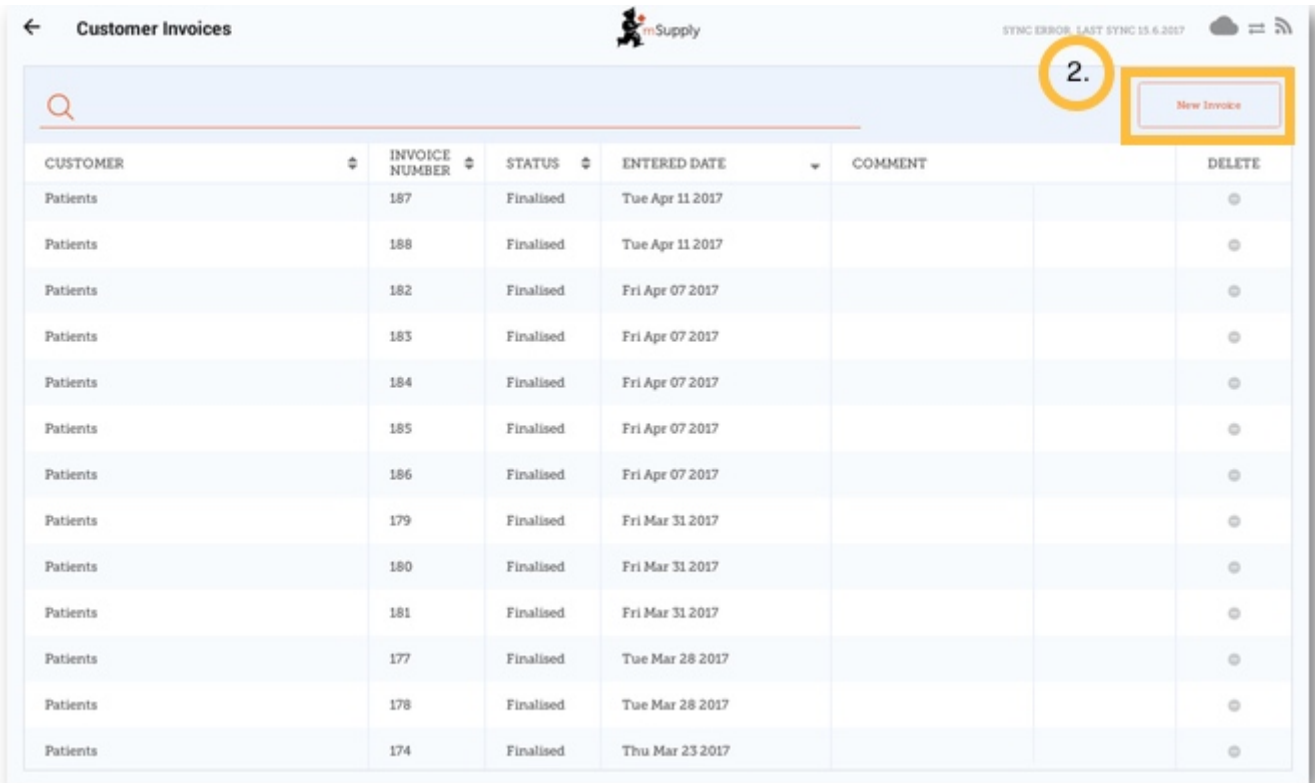 Customer Invoices mSupply SYNC ERROR. LAST SYNC 15.6.2017
2.
New Invoice
CUSTOMER INVOICE NUMBER STATUS ENTERED DATE COMMENT DELETE
Patients 187 Finalised Tue Apr 11 2017
Patients 188 Finalised Tue Apr 11 2017
Patients 182 Finalised Fri Apr 07 2017
Patients 183 Finalised Fri Apr 07 2017
Patients 184 Finalised Fri Apr 07 2017
Patients 185 Finalised Fri Apr 07 2017
Patients 186 Finalised Fri Apr 07 2017
Patients 179 Finalised Fri Mar 31 2017
Patients 180 Finalised Fri Mar 31 2017
Patients 181 Finalised Fri Mar 31 2017
Patients 177 Finalised Tue Mar 28 2017
Patients 178 Finalised Tue Mar 28 2017
Patients 174 Finalised Thu Mar 23 2017